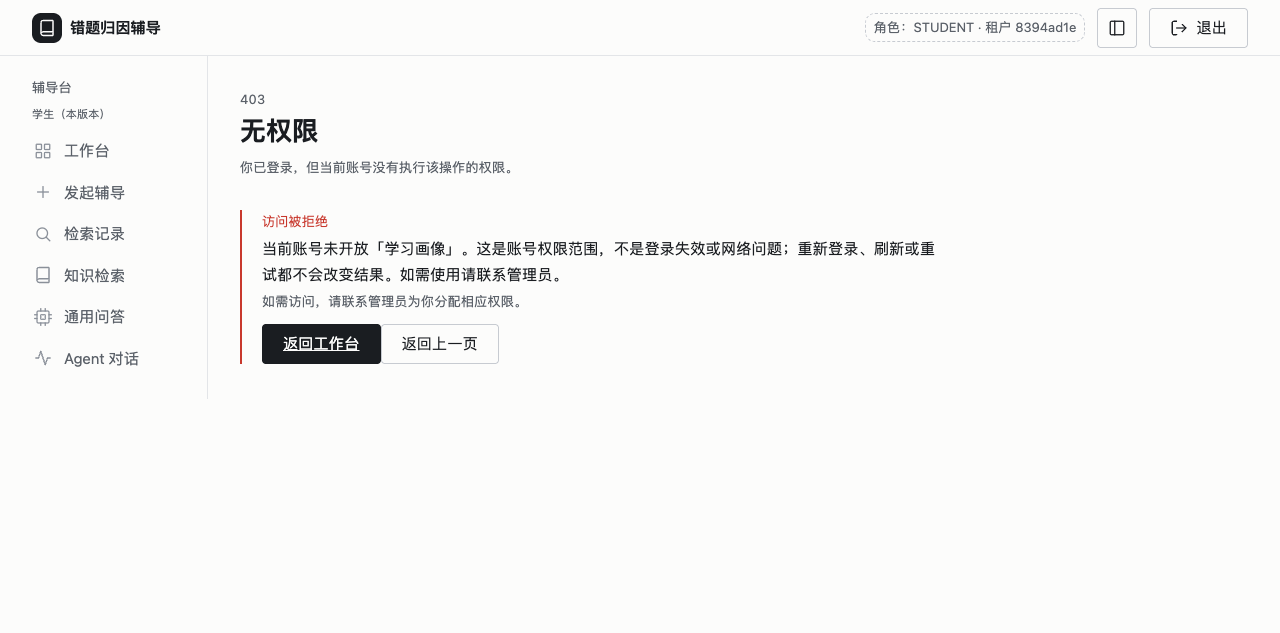 错题归因辅导
角色：STUDENT · 租户 8394ad1e
退出
辅导台
学生（本版本）
工作台
发起辅导
检索记录
知识检索
通用问答
Agent 对话
403
无权限
你已登录，但当前账号没有执行该操作的权限。
访问被拒绝
当前账号未开放「学习画像」。这是账号权限范围，不是登录失效或网络问题；重新登录、刷新或重
试都不会改变结果。如需使用请联系管理员。
如需访问，请联系管理员为你分配相应权限。
返回工作台
返回上一页